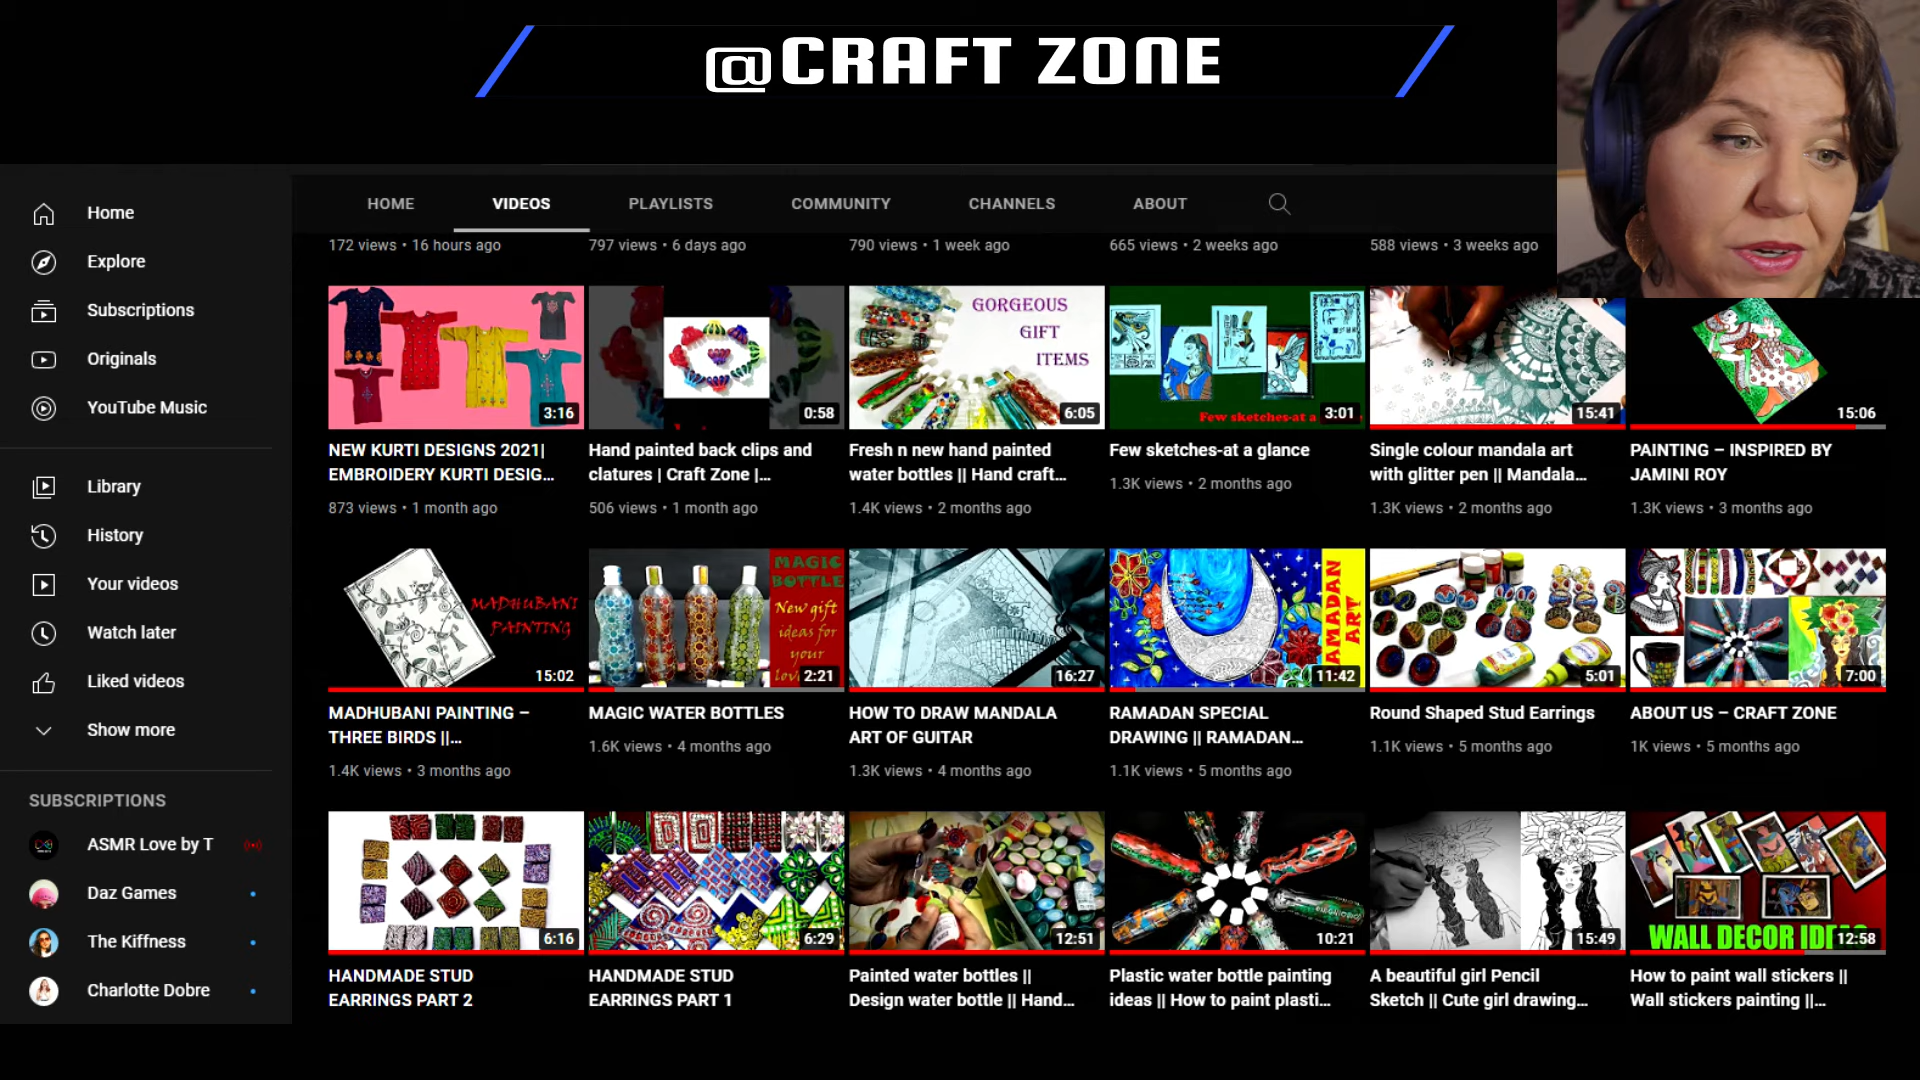 @CRAFT ZONE
HOME
VIDEOS
PLAYLISTS
COMMUNITY
CHANNELS
ABOUT
172 views • 16 hours ago
797 views • 6 days ago
790 views • 1 week ago
665 views • 2 weeks ago
588 views • 3 weeks ago
Home
Explore
Subscriptions
Originals
YouTube Music
Library
History
Your videos
Watch later
Liked videos
Show more
SUBSCRIPTIONS
ASMR Love by T
Daz Games
The Kiffness
Charlotte Dobre
3:16
0:58
GORGEOUS
GIFT
ITEMS
6:05
Few sketches-at a
3:01
15:41
15:06
NEW KURTI DESIGNS 2021|
EMBROIDERY KURTI DESIG...
873 views • 1 month ago
Hand painted back clips and
clatures | Craft Zone |...
506 views • 1 month ago
Fresh n new hand painted
water bottles || Hand craft...
1.4K views • 2 months ago
Few sketches-at a glance
1.3K views • 2 months ago
Single colour mandala art
with glitter pen || Mandala...
1.3K views • 2 months ago
PAINTING – INSPIRED BY
JAMINI ROY
1.3K views • 3 months ago
MADHUBANI
PAINTING
15:02
MAGIC
BOTTLE
New gift
ideas for
your
2:21
16:27
RAMADAN
ART
11:42
5:01
7:00
MADHUBANI PAINTING –
THREE BIRDS ||...
1.4K views • 3 months ago
MAGIC WATER BOTTLES
1.6K views • 4 months ago
HOW TO DRAW MANDALA
ART OF GUITAR
1.3K views • 4 months ago
RAMADAN SPECIAL
DRAWING || RAMADAN...
1.1K views • 5 months ago
Round Shaped Stud Earrings
1.1K views • 5 months ago
ABOUT US – CRAFT ZONE
1K views • 5 months ago
6:16
6:29
12:51
10:21
15:49
WALL DECOR
12:58
HANDMADE STUD
EARRINGS PART 2
HANDMADE STUD
EARRINGS PART 1
Painted water bottles ||
Design water bottle || Hand...
Plastic water bottle painting
ideas || How to paint plasti...
A beautiful girl Pencil
Sketch || Cute girl drawing...
How to paint wall stickers ||
Wall stickers painting ||...